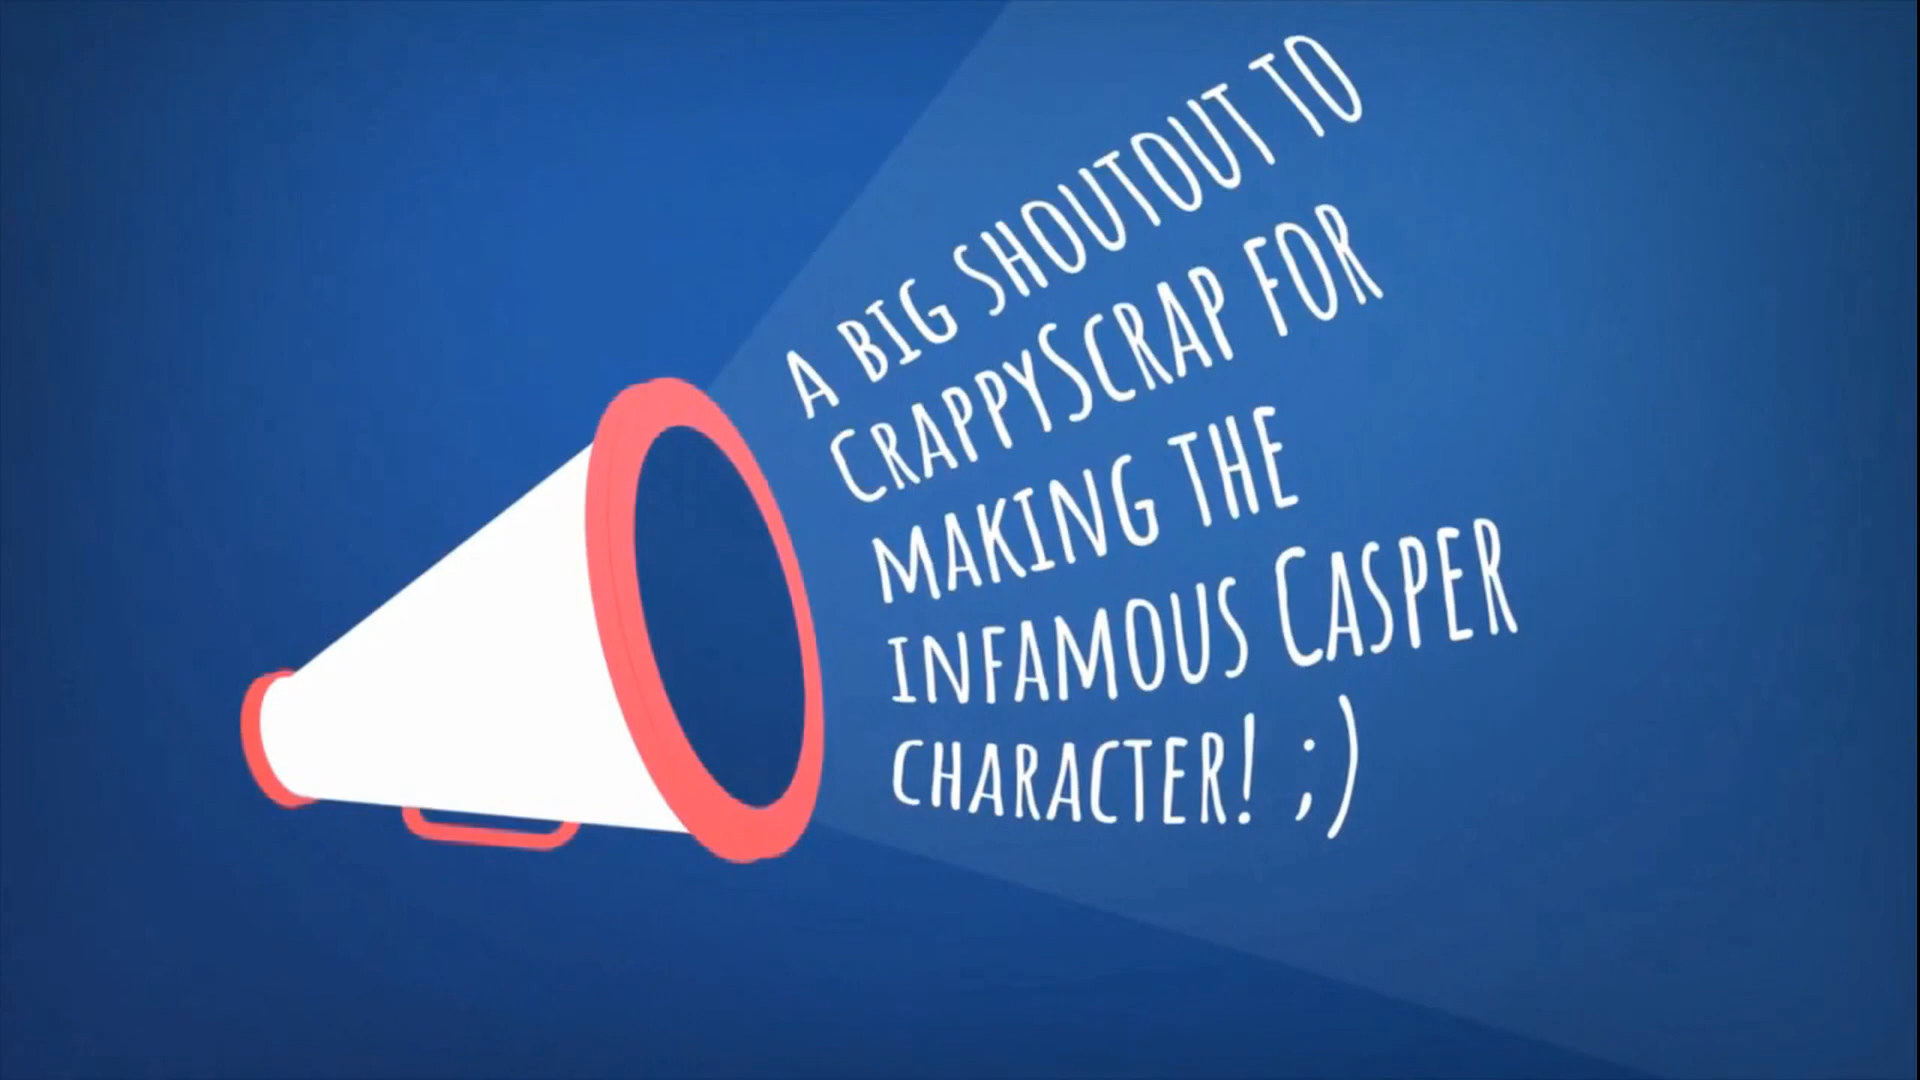 A BIG SHOUTOUT TO
CRAPPYSCRAP FOR
MAKING THE
INFAMOUS CASPER
CHARACTER! ;)